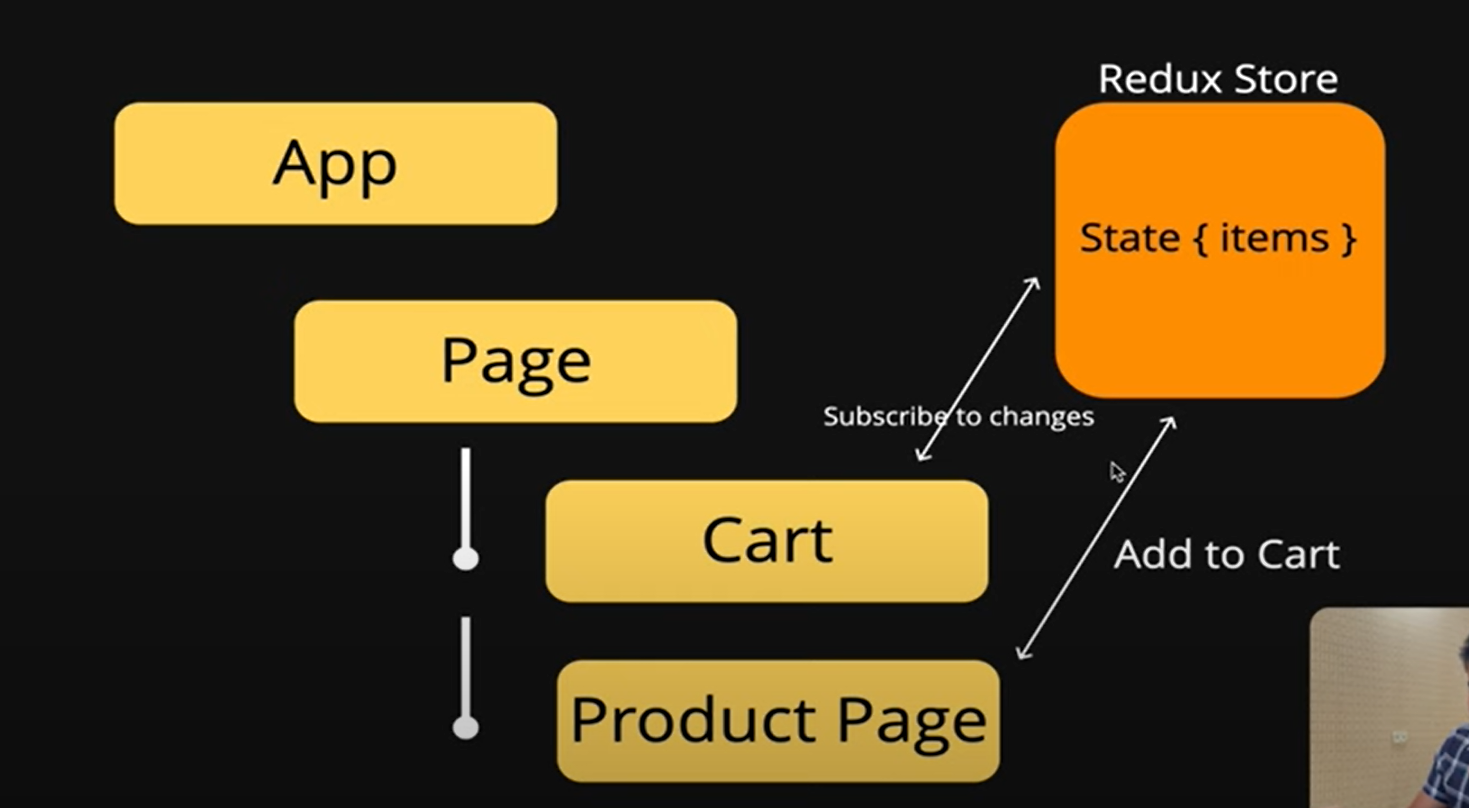 Redux Store
App
State { items }
Page
Subscribe to changes
Cart
Add to Cart
Product Page